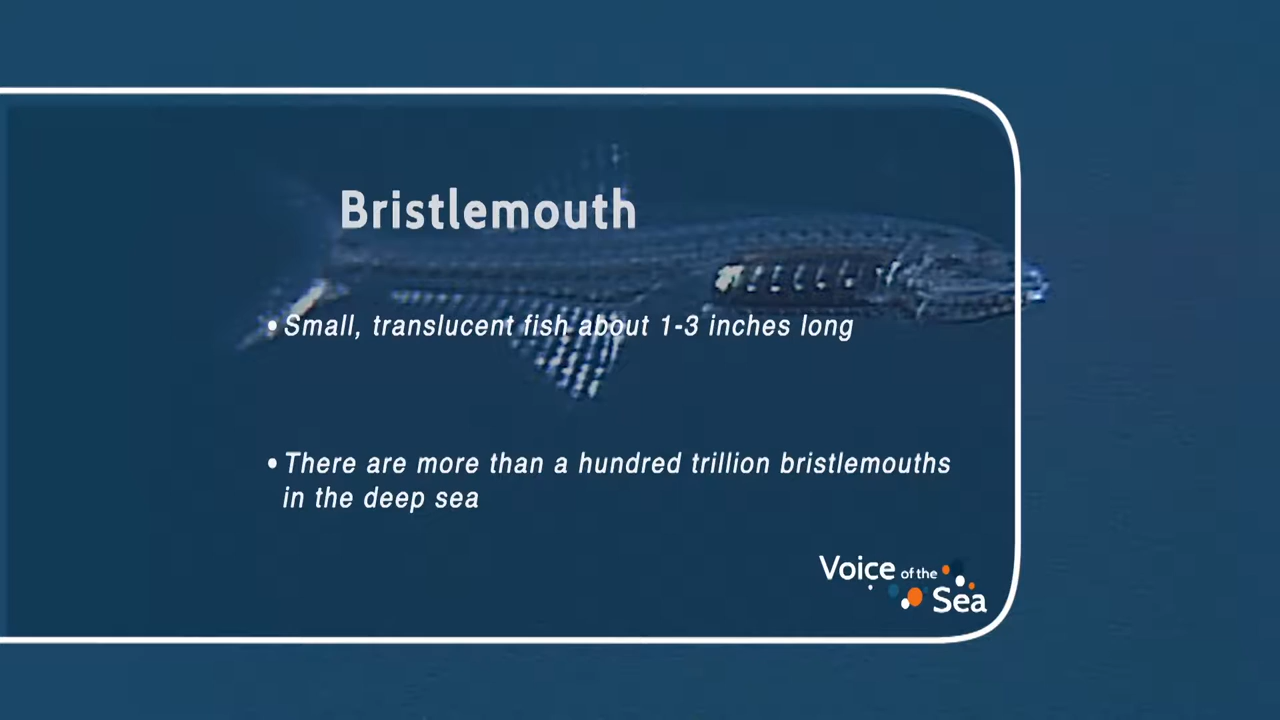 Bristlemouth
• Small, translucent fish about 1-3 inches long
• There are more than a hundred trillion bristlemouths
in the deep sea
Voice of the
Sea